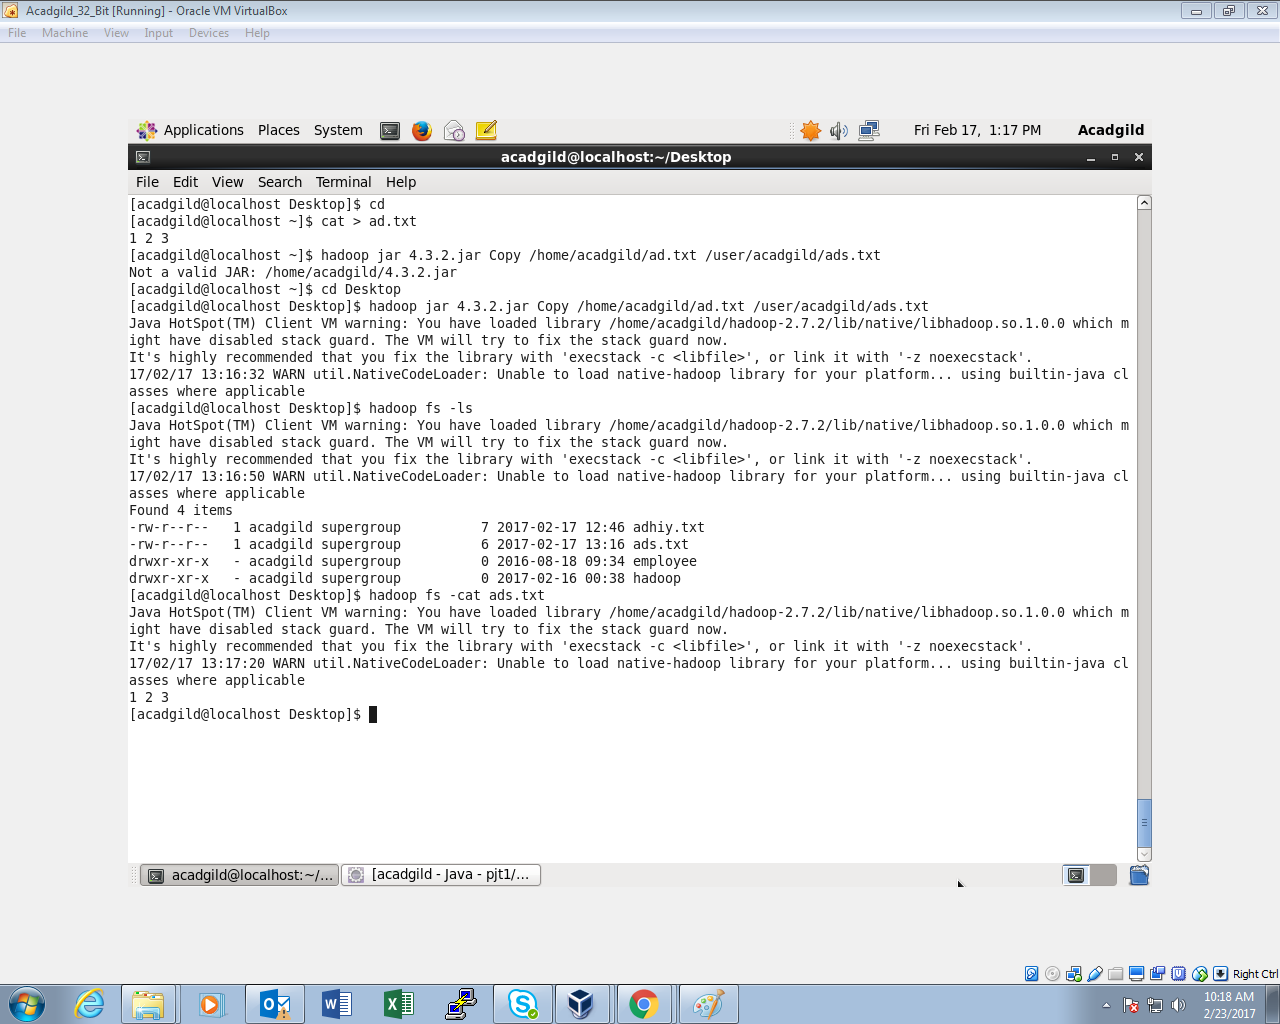 Acadgild_32_Bit [Running] - Oracle VM VirtualBox
File Machine View Input Devices Help
Applications Places System Fri Feb 17, 1:17 PM Acadgild
acadgild@localhost:~/Desktop
File Edit View Search Terminal Help
[acadgild@localhost Desktop]$ cd
[acadgild@localhost ~]$ cat > ad.txt
1 2 3
[acadgild@localhost ~]$ hadoop jar 4.3.2.jar Copy /home/acadgild/ad.txt /user/acadgild/ads.txt
Not a valid JAR: /home/acadgild/4.3.2.jar
[acadgild@localhost ~]$ cd Desktop
[acadgild@localhost Desktop]$ hadoop jar 4.3.2.jar Copy /home/acadgild/ad.txt /user/acadgild/ads.txt
Java HotSpot(TM) Client VM warning: You have loaded library /home/acadgild/hadoop-2.7.2/lib/native/libhadoop.so.1.0.0 which m
ight have disabled stack guard. The VM will try to fix the stack guard now.
It's highly recommended that you fix the library with 'execstack -c <libfile>', or link it with '-z noexecstack'.
17/02/17 13:16:32 WARN util.NativeCodeLoader: Unable to load native-hadoop library for your platform... using builtin-java cl
asses where applicable
[acadgild@localhost Desktop]$ hadoop fs -ls
Java HotSpot(TM) Client VM warning: You have loaded library /home/acadgild/hadoop-2.7.2/lib/native/libhadoop.so.1.0.0 which m
ight have disabled stack guard. The VM will try to fix the stack guard now.
It's highly recommended that you fix the library with 'execstack -c <libfile>', or link it with '-z noexecstack'.
17/02/17 13:16:50 WARN util.NativeCodeLoader: Unable to load native-hadoop library for your platform... using builtin-java cl
asses where applicable
Found 4 items
-rw-r--r--   1 acadgild supergroup          7 2017-02-17 12:46 adhiy.txt
-rw-r--r--   1 acadgild supergroup          6 2017-02-17 13:16 ads.txt
drwxr-xr-x   - acadgild supergroup          0 2016-08-18 09:34 employee
drwxr-xr-x   - acadgild supergroup          0 2017-02-16 00:38 hadoop
[acadgild@localhost Desktop]$ hadoop fs -cat ads.txt
Java HotSpot(TM) Client VM warning: You have loaded library /home/acadgild/hadoop-2.7.2/lib/native/libhadoop.so.1.0.0 which m
ight have disabled stack guard. The VM will try to fix the stack guard now.
It's highly recommended that you fix the library with 'execstack -c <libfile>', or link it with '-z noexecstack'.
17/02/17 13:17:20 WARN util.NativeCodeLoader: Unable to load native-hadoop library for your platform... using builtin-java cl
asses where applicable
1 2 3
[acadgild@localhost Desktop]$
acadgild@localhost:~/... [acadgild - Java - pjt1/...
Right Ctrl
10:18 AM
2/23/2017